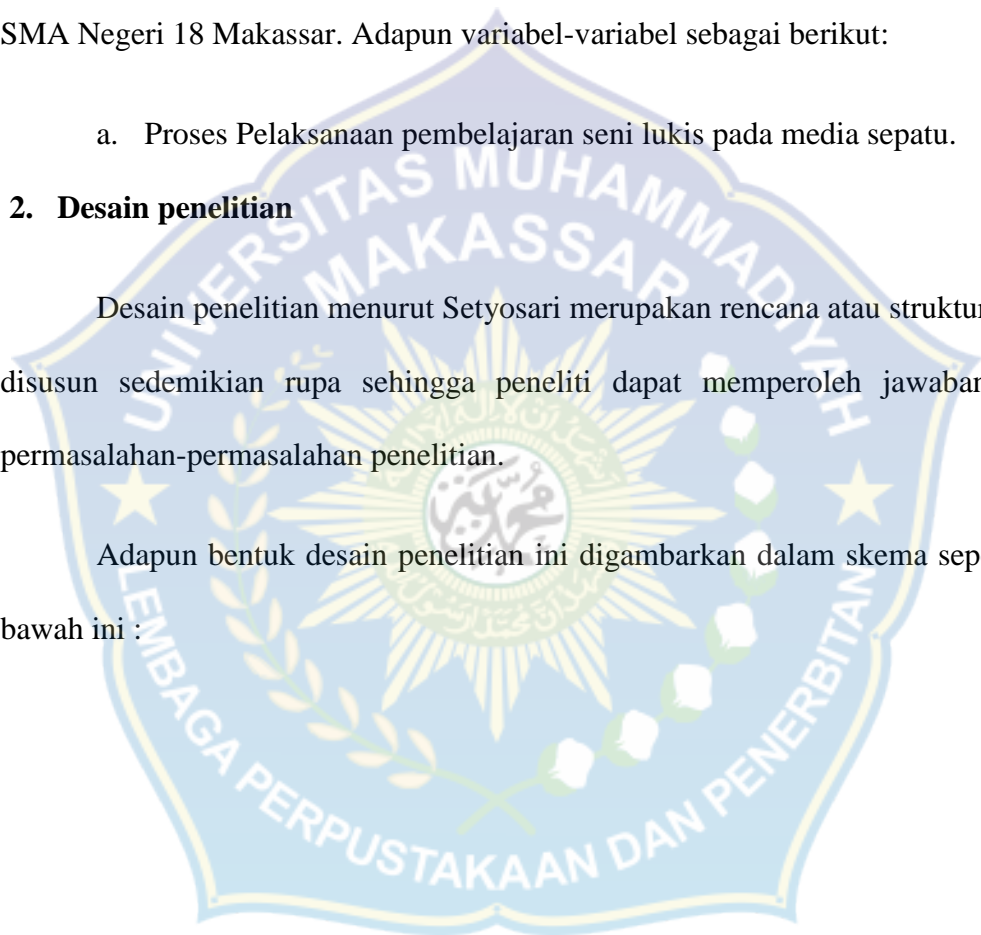 SMA Negeri 18 Makassar. Adapun variabel-variabel sebagai berikut:
a. Proses Pelaksanaan pembelajaran seni lukis pada media sepatu.
2. Desain penelitian
Desain penelitian menurut Setyosari merupakan rencana atau struktur
disusun sedemikian rupa sehingga peneliti dapat memperoleh jawaban
permasalahan-permasalahan penelitian.
Adapun bentuk desain penelitian ini digambarkan dalam skema sep
bawah ini :
UNIVERSITAS MUHAMMADIYAH
MAKASSAR
LEMBAGA PERPUSTAKAAN DAN PENERBITAN